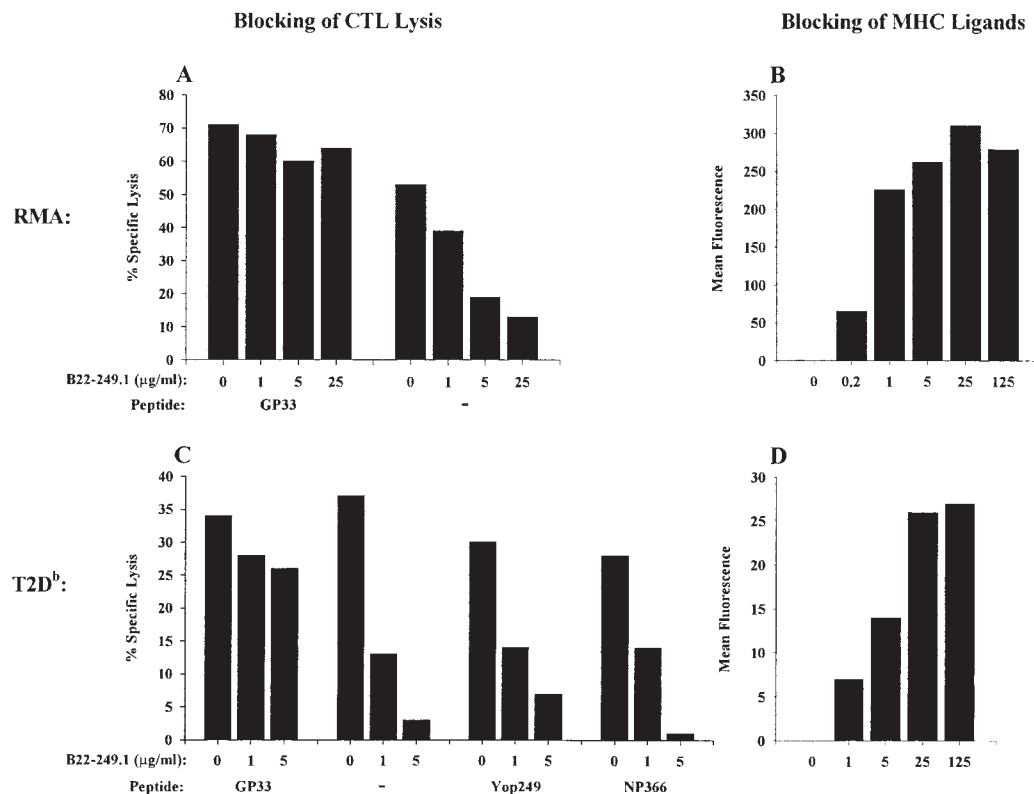 Blocking of CTL Lysis
Blocking of MHC Ligands
RMA:
A
% Specific Lysis
80
70
60
50
40
30
20
10
0
B22-249.1 (µg/ml): 0 1 5 25 0 1 5 25
Peptide: GP33 -
B
Mean Fluorescence
350
300
250
200
150
100
50
0
0 0.2 1 5 25 125
T2Dᵇ:
C
% Specific Lysis
40
35
30
25
20
15
10
5
0
B22-249.1 (µg/ml): 0 1 5 0 1 5 0 1 5 0 1 5
Peptide: GP33 - Yop249 NP366
D
Mean Fluorescence
30
25
20
15
10
5
0
0 1 5 25 125